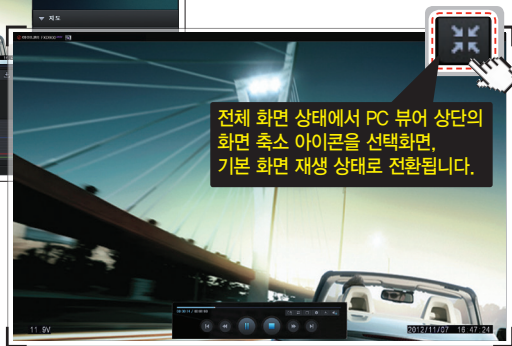 지도
전체 화면 상태에서 PC 뷰어 상단의
화면 축소 아이콘을 선택화면,
기본 화면 재생 상태로 전환됩니다.
11.9V
2012/11/07 16:47:24